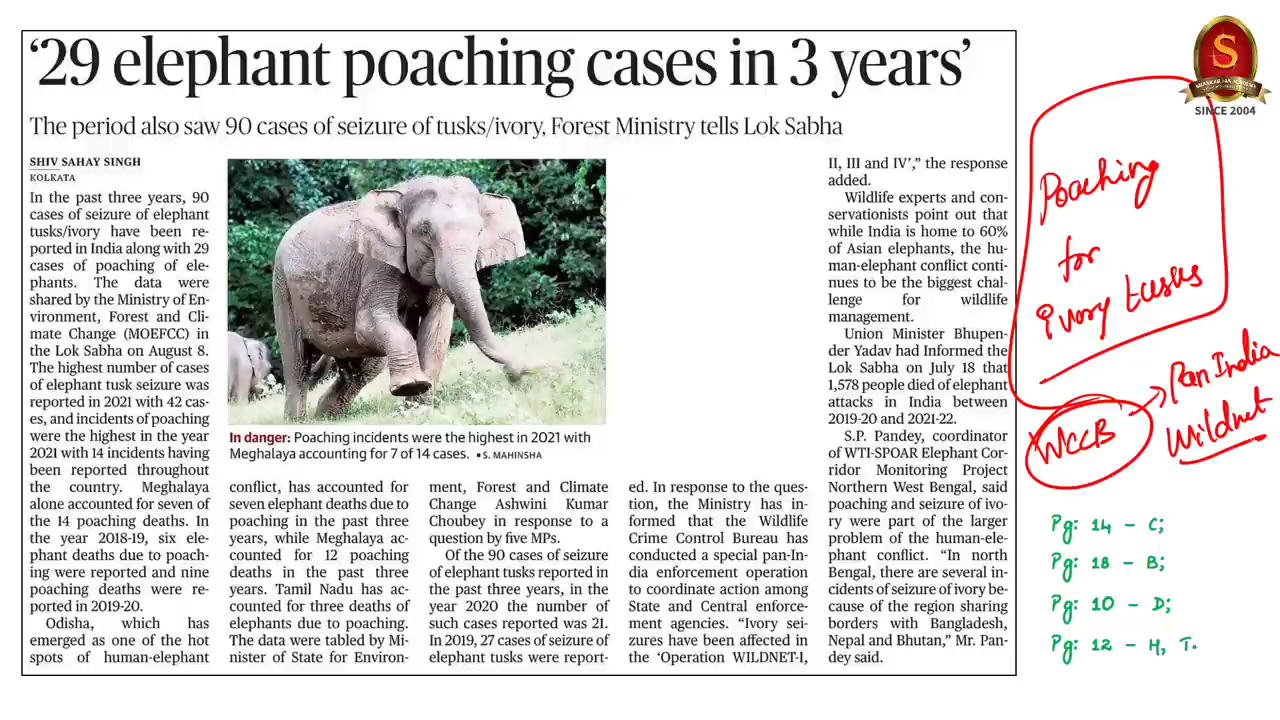 ‘29 elephant poaching cases in 3 years’
The period also saw 90 cases of seizure of tusks/ivory, Forest Ministry tells Lok Sabha
SHIV SAHAY SINGH
KOLKATA
In the past three years, 90
cases of seizure of elephant
tusks/ivory have been re-
ported in India along with 29
cases of poaching of ele-
phants. The data were
shared by the Ministry of En-
vironment, Forest and Cli-
mate Change (MOEFCC) in
the Lok Sabha on August 8.
The highest number of cases
of elephant tusk seizure was
reported in 2021 with 42 cas-
es, and incidents of poaching
were the highest in the year
2021 with 14 incidents having
been reported throughout
the country. Meghalaya
alone accounted for seven of
the 14 poaching deaths. In
the year 2018-19, six ele-
phant deaths due to poach-
ing were reported and nine
poaching deaths were re-
ported in 2019-20.
Odisha, which has
emerged as one of the hot
spots of human-elephant
In danger: Poaching incidents were the highest in 2021 with
Meghalaya accounting for 7 of 14 cases. • S. MAHINSHA
conflict, has accounted for
seven elephant deaths due to
poaching in the past three
years, while Meghalaya ac-
counted for 12 poaching
deaths in the past three
years. Tamil Nadu has ac-
counted for three deaths of
elephants due to poaching.
The data were tabled by Mi-
nister of State for Environ-
ment, Forest and Climate
Change Ashwini Kumar
Choubey in response to a
question by five MPs.
Of the 90 cases of seizure
of elephant tusks reported in
the past three years, in the
year 2020 the number of
such cases reported was 21.
In 2019, 27 cases of seizure of
elephant tusks were report-
ed. In response to the ques-
tion, the Ministry has in-
formed that the Wildlife
Crime Control Bureau has
conducted a special pan-In-
dia enforcement operation
to coordinate action among
State and Central enforce-
ment agencies. “Ivory sei-
zures have been affected in
the ‘Operation WILDNET-I,
II, III and IV’,” the response
added.
Wildlife experts and con-
servationists point out that
while India is home to 60%
of Asian elephants, the hu-
man-elephant conflict conti-
nues to be the biggest chal-
lenge for wildlife
management.
Union Minister Bhupen-
der Yadav had Informed the
Lok Sabha on July 18 that
1,578 people died of elephant
attacks in India between
2019-20 and 2021-22.
S.P. Pandey, coordinator
of WTI-SPOAR Elephant Cor-
ridor Monitoring Project
Northern West Bengal, said
poaching and seizure of ivo-
ry were part of the larger
problem of the human-ele-
phant conflict. “In north
Bengal, there are several in-
cidents of seizure of ivory be-
cause of the region sharing
borders with Bangladesh,
Nepal and Bhutan,” Mr. Pan-
dey said.
S
SHANKAR IAS ACADEMY
SINCE 2004
Poaching
for
ivory tusks
WCCB
Pan India
Wildnet
Pg: 14 - C;
Pg: 18 - B;
Pg: 10 - D;
Pg: 12 - H, T.